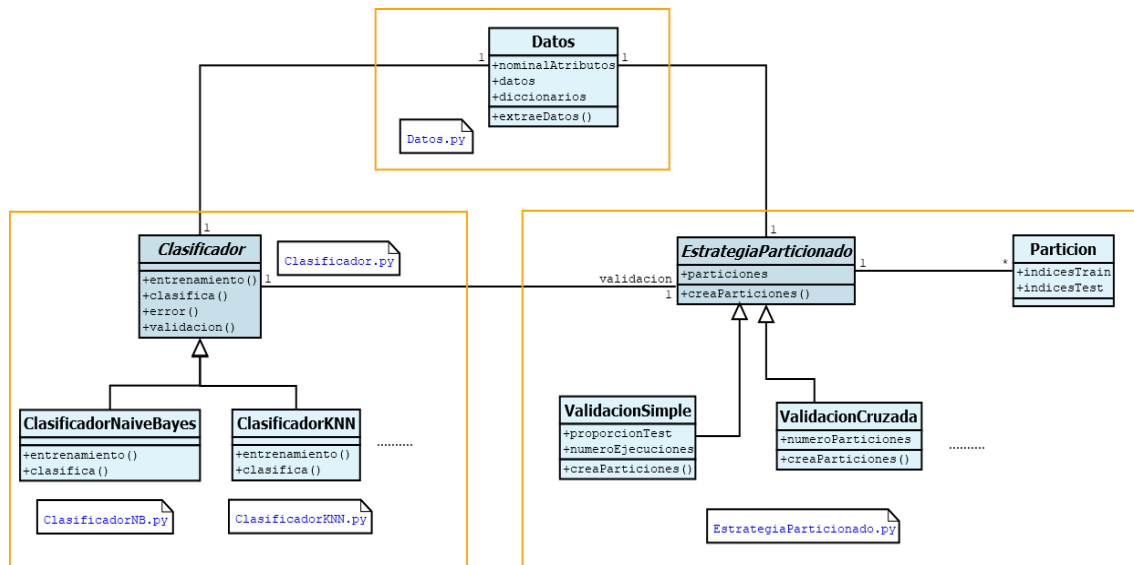 Datos
+nominalAtributos
+datos
+diccionarios
+extraeDatos()
1
1
Datos.py
1
Clasificador
+entrenamiento()
+clasifica()
+error()
+validacion()
Clasificador.py
1
validacion
1
1
EstrategiaParticionado
+particiones
+creaParticiones()
1
*
Particion
+indicesTrain
+indicesTest
ClasificadorNaiveBayes
+entrenamiento()
+clasifica()
ClasificadorKNN
+entrenamiento()
+clasifica()
..........
ClasificadorNB.py
ClasificadorKNN.py
ValidacionSimple
+proporcionTest
+numeroEjecuciones
+creaParticiones()
ValidacionCruzada
+numeroParticiones
+creaParticiones()
..........
EstrategiaParticionado.py